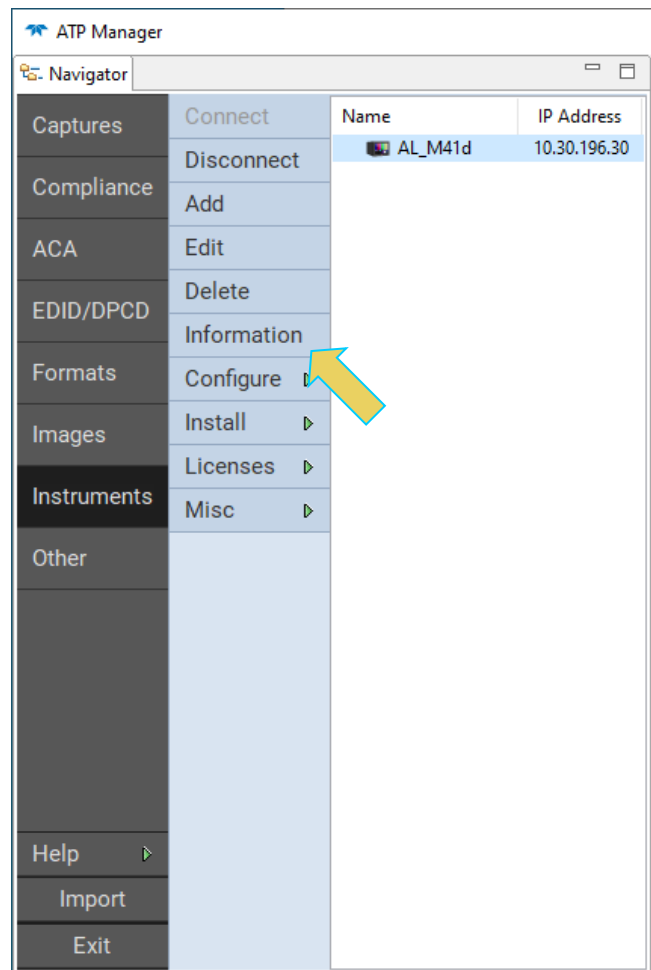 ATP Manager
Navigator
Captures
Compliance
ACA
EDID/DPCD
Formats
Images
Instruments
Other
Help
Import
Exit
Connect
Disconnect
Add
Edit
Delete
Information
Configure
Install
Licenses
Misc
Name IP Address
AL_M41d 10.30.196.30